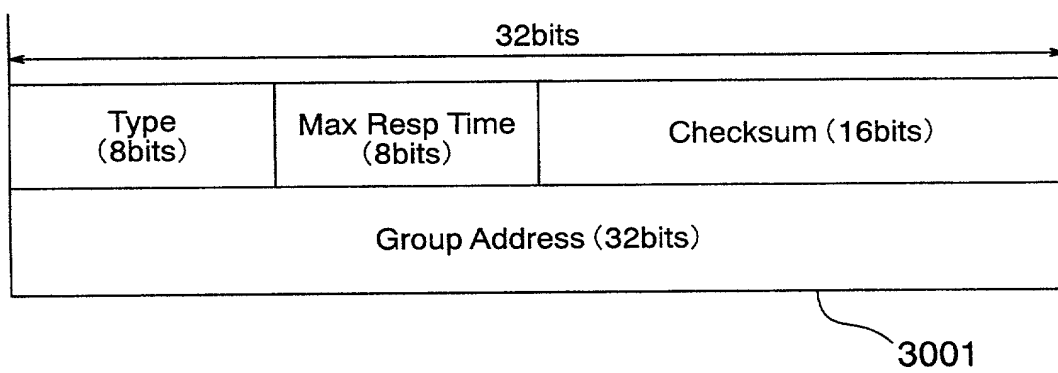 32bits
Type
(8bits)
Max Resp Time
(8bits)
Checksum (16bits)
Group Address (32bits)
3001